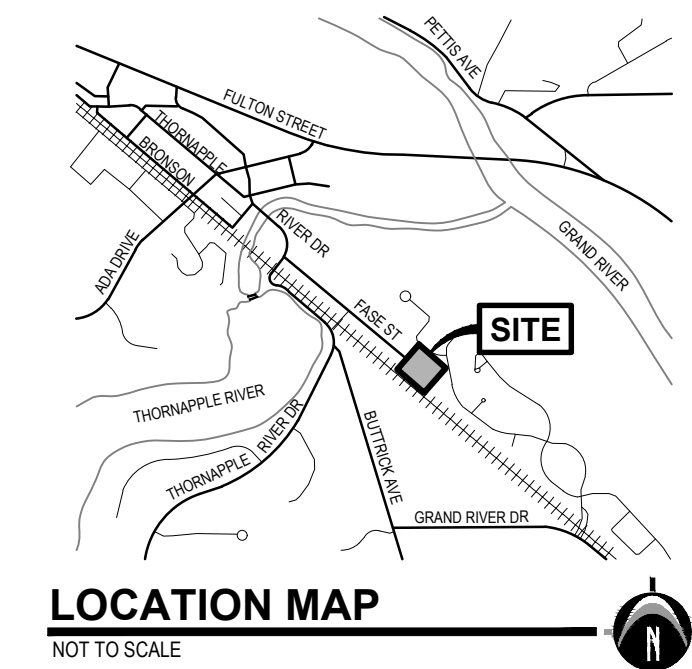 PETTIS AVE
FULTON STREET
THORNAPPLE
BRONSON
RIVER DR
GRAND RIVER
ADA DRIVE
FASE ST
SITE
THORNAPPLE RIVER
THORNAPPLE RIVER DR
BUTTRICK AVE
GRAND RIVER DR
LOCATION MAP
NOT TO SCALE
N